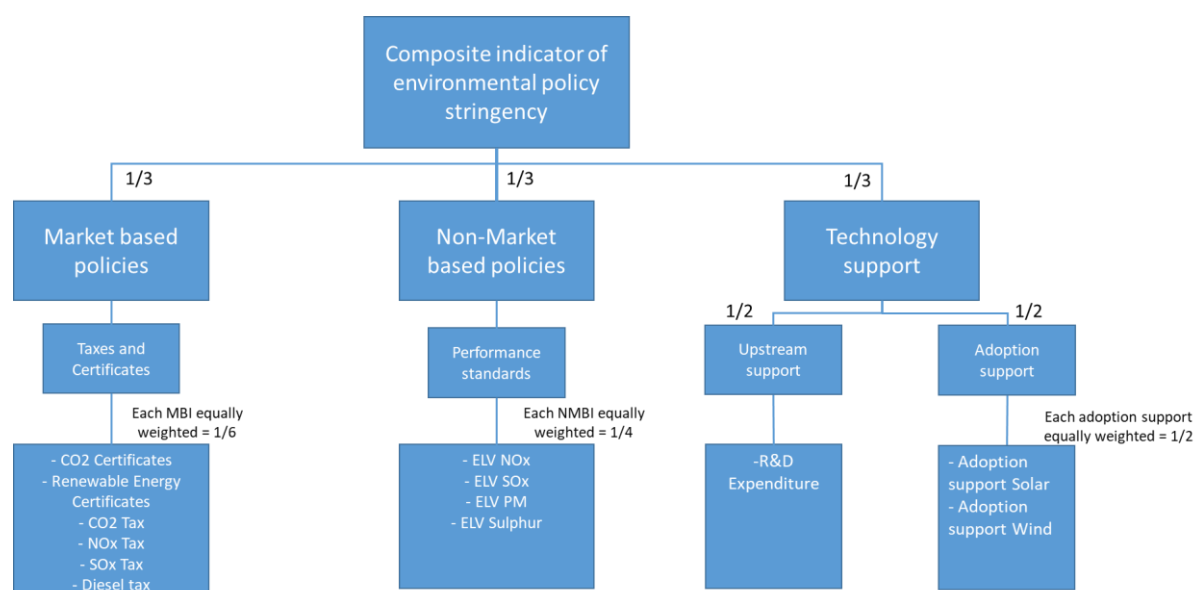 Composite indicator of
environmental policy
stringency
1/3
1/3
1/3
Market based
policies
Non-Market
based policies
Technology
support
1/2
1/2
Taxes and
Certificates
Performance
standards
Upstream
support
Adoption
support
Each MBI equally
weighted = 1/6
Each NMBI equally
weighted = 1/4
Each adoption support
equally weighted = 1/2
- CO2 Certificates
- Renewable Energy
Certificates
- CO2 Tax
- NOx Tax
- SOx Tax
- Diesel tax
- ELV NOx
- ELV SOx
- ELV PM
- ELV Sulphur
-R&D
Expenditure
- Adoption
support Solar
- Adoption
support Wind